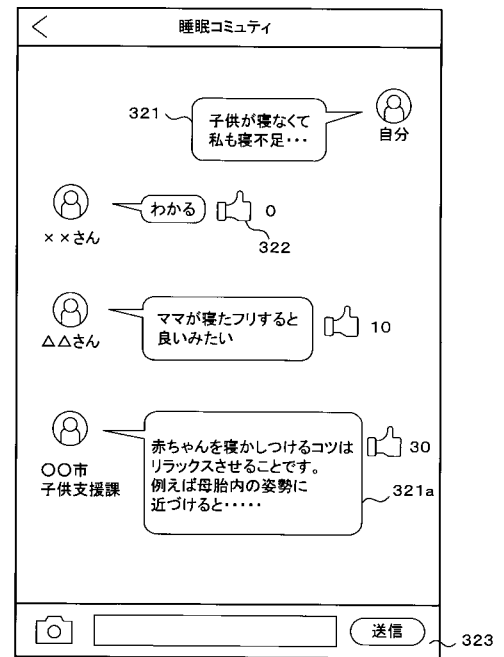 睡眠コミュティ
321
子供が寝なくて
私も寝不足・・・
自分
わかる
0
××さん
322
ママが寝たフリすると
良いみたい
10
△△さん
赤ちゃんを寝かしつけるコツは
リラックスさせることです。
例えば母胎内の姿勢に
近づけると・・・・・
30
〇〇市
子供支援課
321a
送信
323